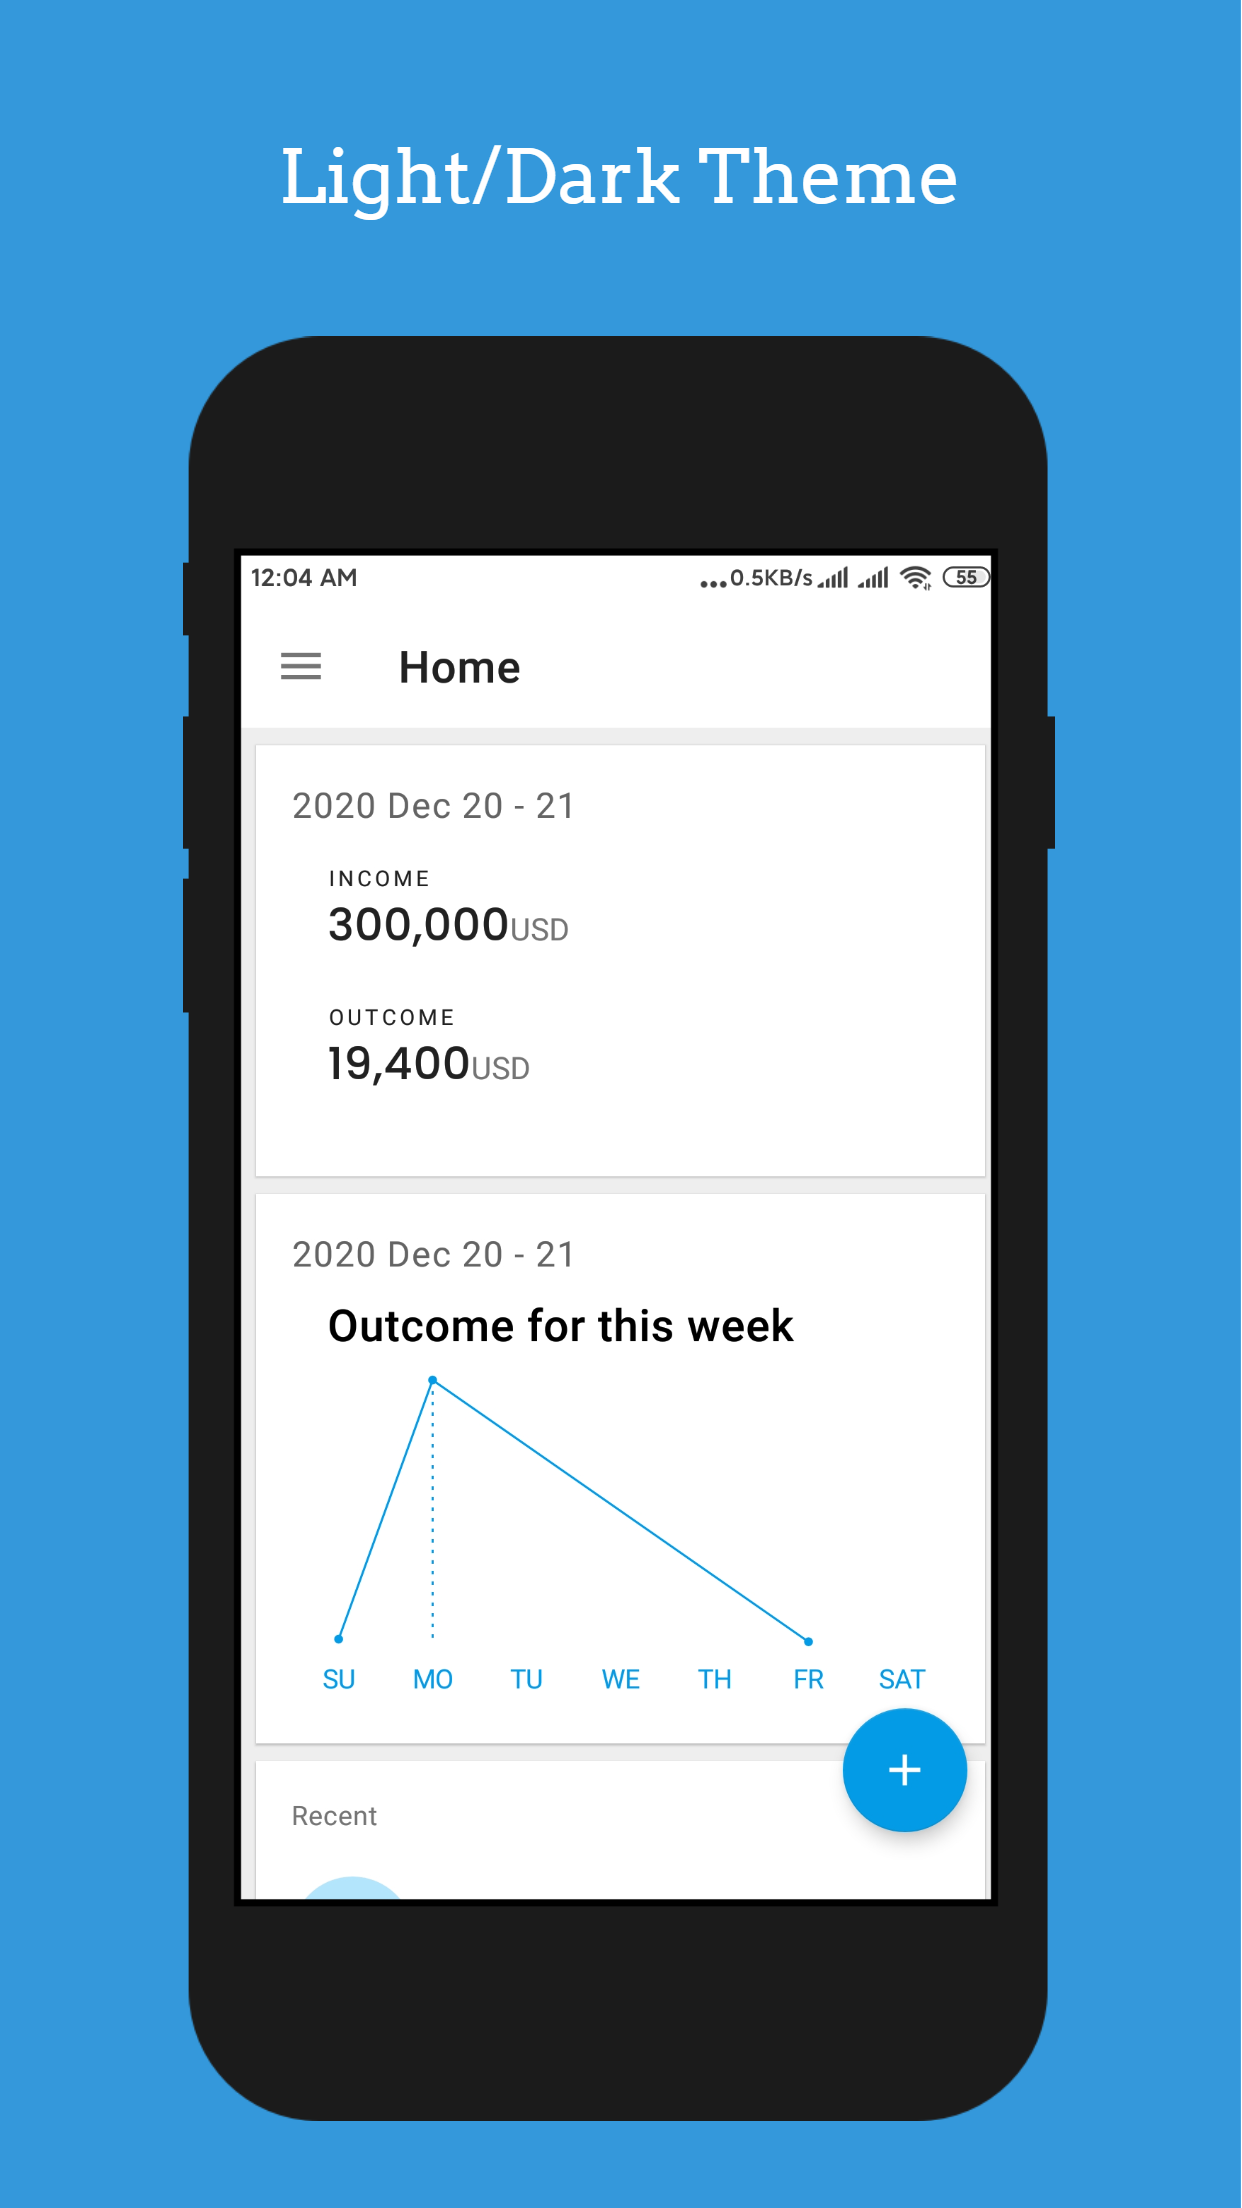 Light/Dark Theme
12:04 AM ...0.5KB/s 55
Home
2020 Dec 20 - 21
INCOME
300,000USD
OUTCOME
19,400USD
2020 Dec 20 - 21
Outcome for this week
SU MO TU WE TH FR SAT
+
Recent